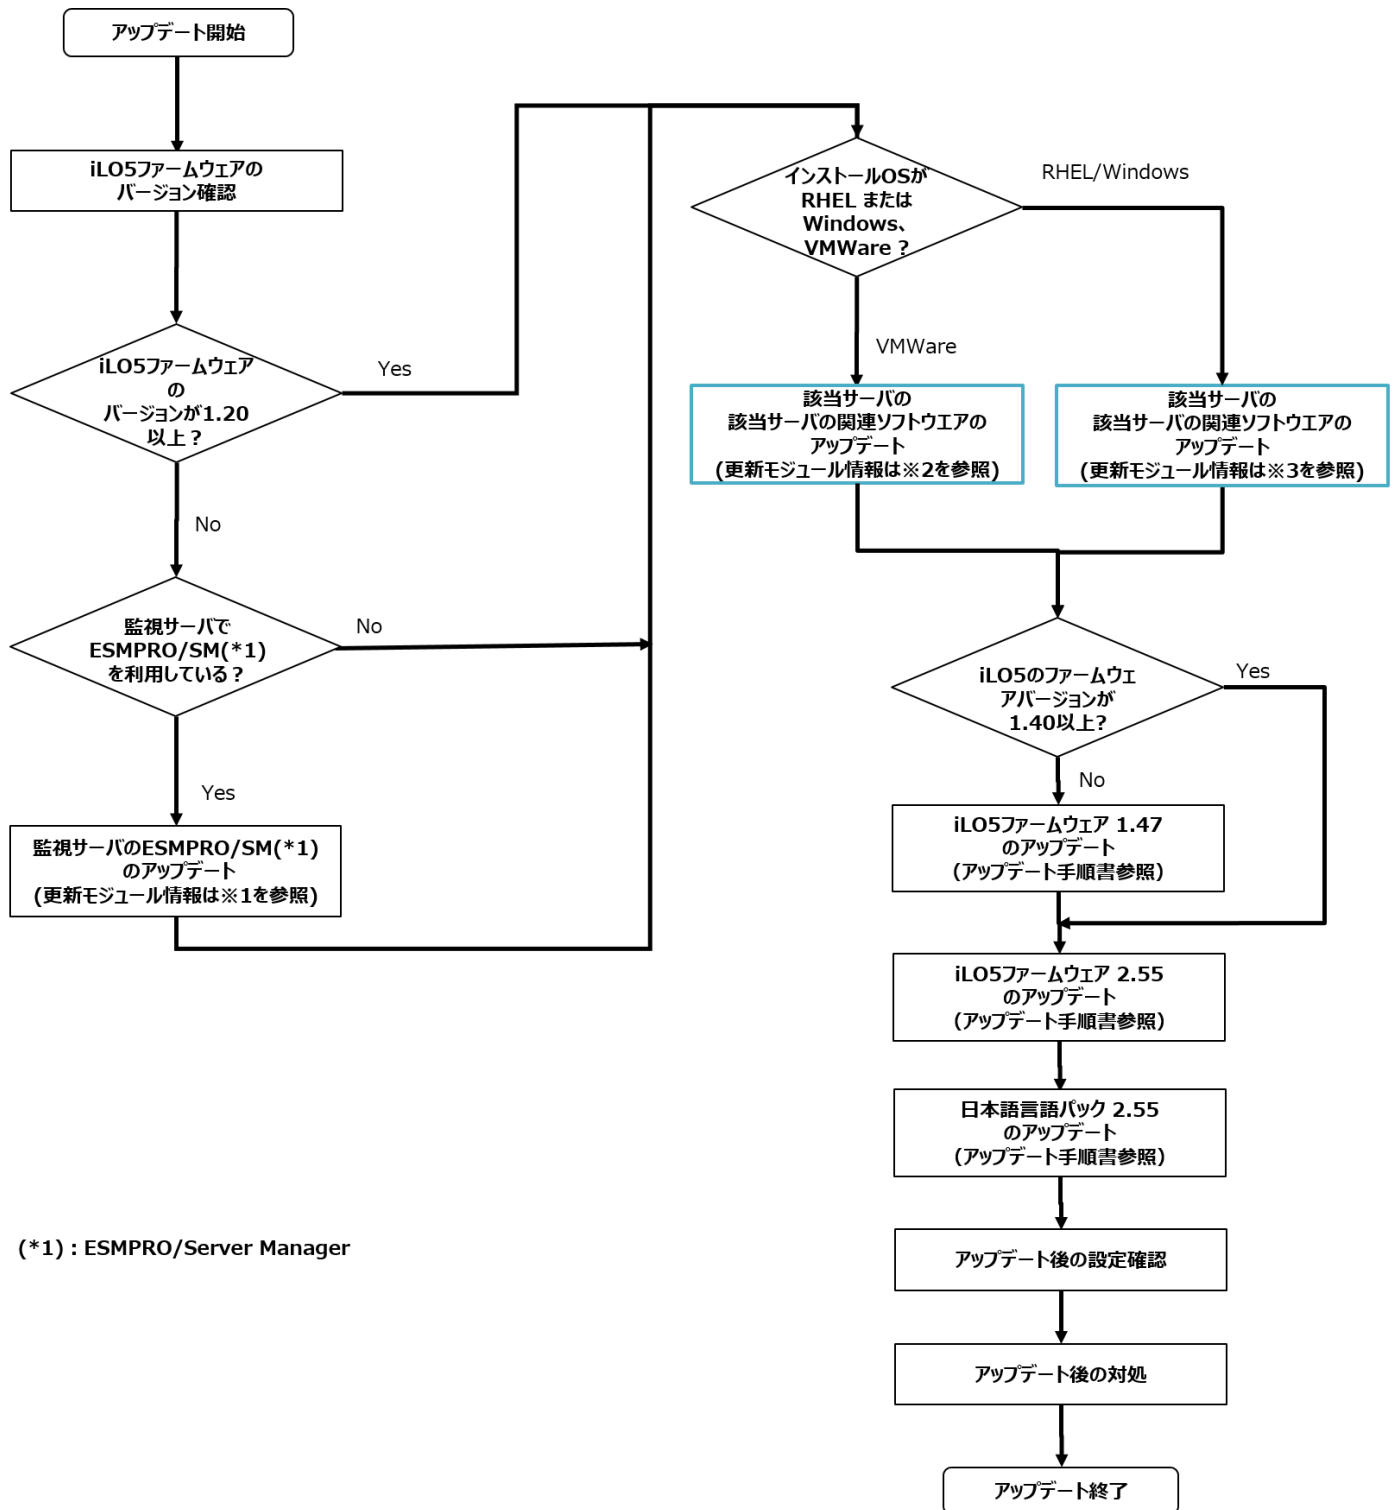 アップデート開始
iLO5ファームウェアの
バージョン確認
iLO5ファームウェア
の
バージョンが1.20
以上？
Yes
No
監視サーバで
ESMPRO/SM(*1)
を利用している？
No
Yes
監視サーバのESMPRO/SM(*1)
のアップデート
(更新モジュール情報は※1を参照)
インストールOSが
RHEL または
Windows、
VMWare ?
RHEL/Windows
VMWare
該当サーバの
該当サーバの関連ソフトウエアの
アップデート
(更新モジュール情報は※2を参照)
該当サーバの
該当サーバの関連ソフトウエアの
アップデート
(更新モジュール情報は※3を参照)
iLO5のファームウェ
アバージョンが
1.40以上?
Yes
No
iLO5ファームウェア 1.47
のアップデート
(アップデート手順書参照)
iLO5ファームウェア 2.55
のアップデート
(アップデート手順書参照)
日本語言語パック 2.55
のアップデート
(アップデート手順書参照)
アップデート後の設定確認
アップデート後の対処
アップデート終了
(*1)：ESMPRO/Server Manager